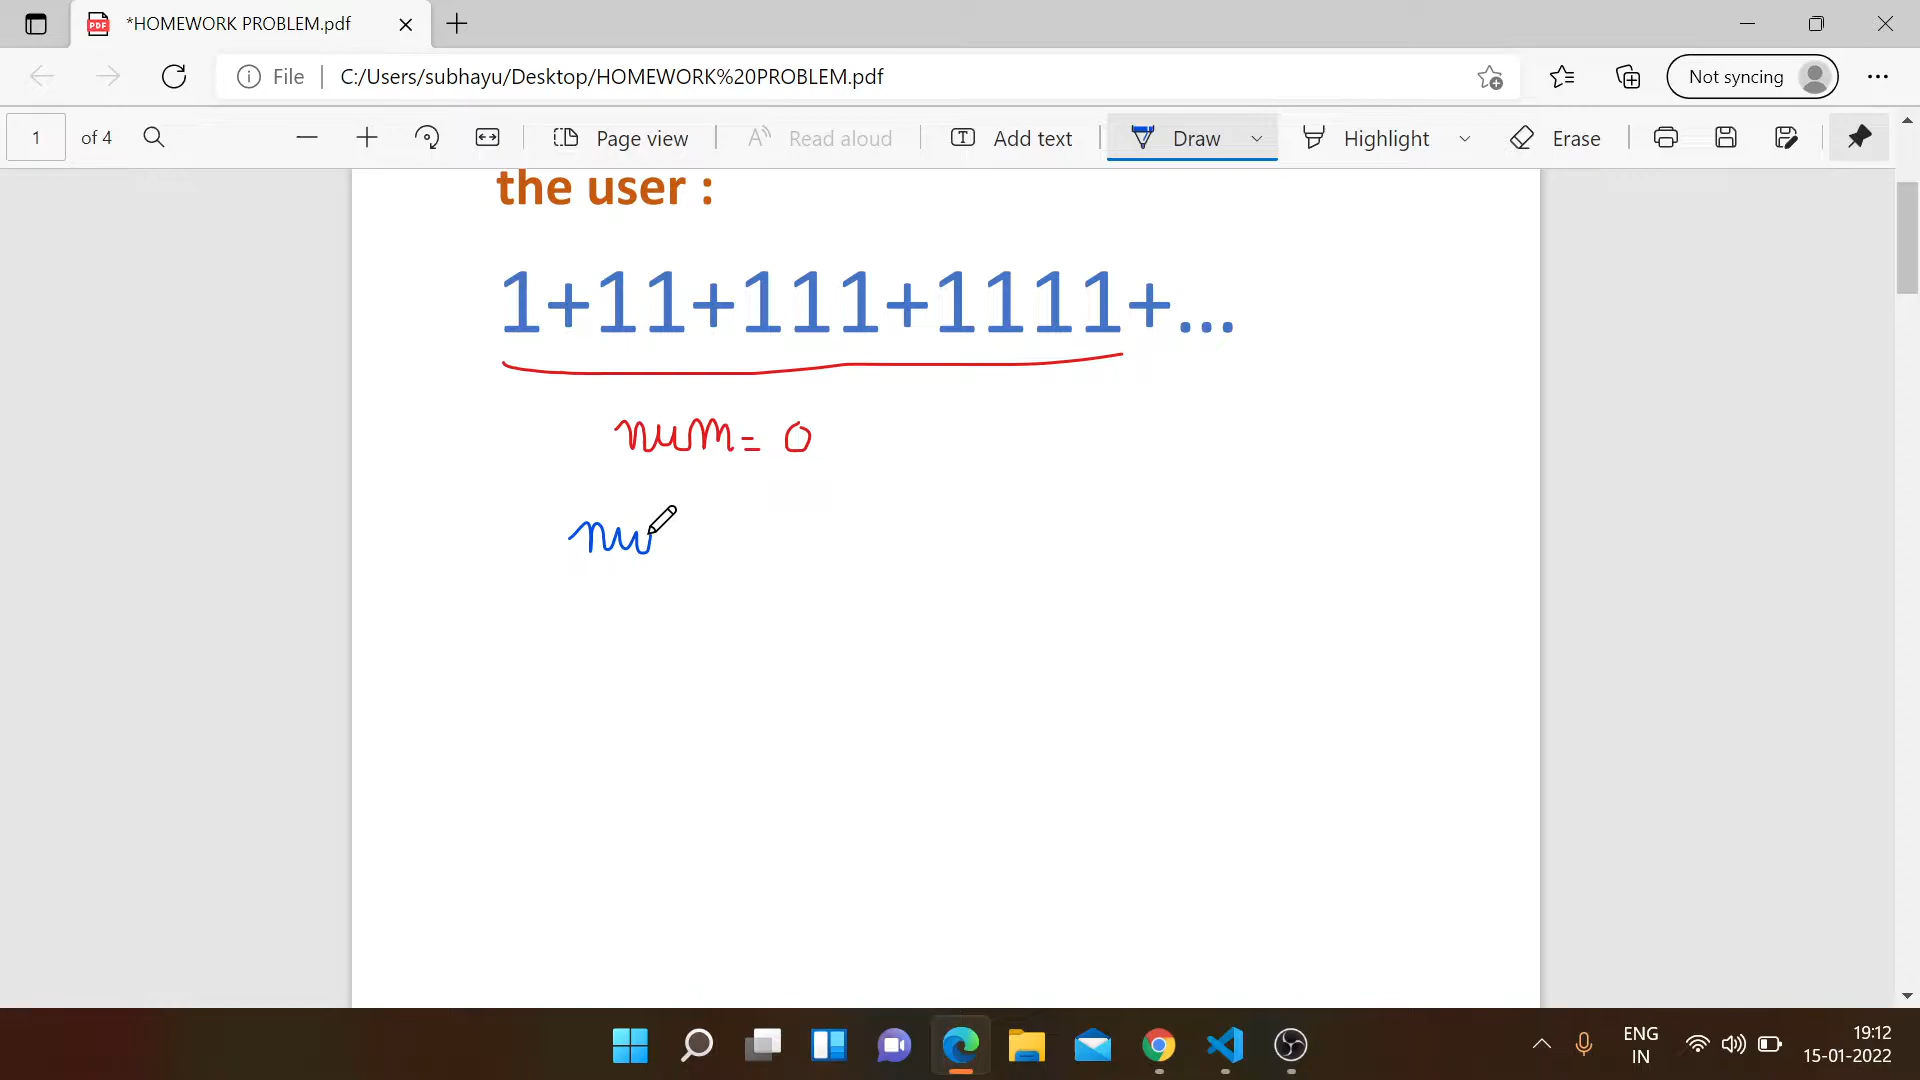 *HOMEWORK PROBLEM.pdf
File
C:/Users/subhayu/Desktop/HOMEWORK%20PROBLEM.pdf
Not syncing
1 of 4
Page view
Read aloud
Add text
Draw
Highlight
Erase
the user :
1+11+111+1111+...
num = 0
nu
ENG
IN
19:12
15-01-2022